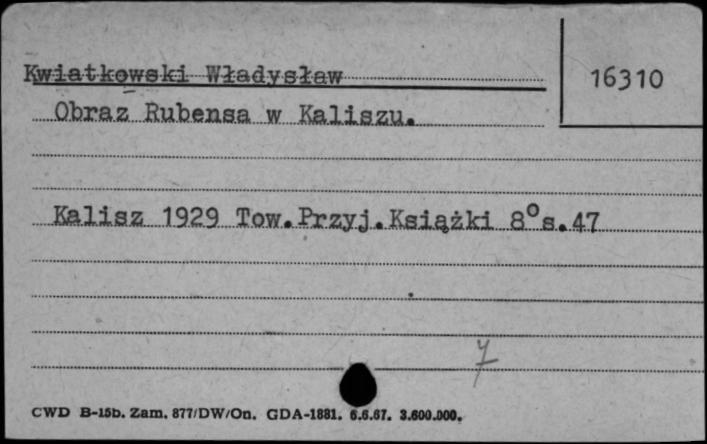 Kwiatkowski Władysław
16310
Obraz Rubensa w Kaliszu.
Kalisz 1929 Tow.Przyj.Książki 8° s.47
7
CWD B-15b. Zam. 877/DW/On. GDA-1881. 6.6.67. 3.600.000.